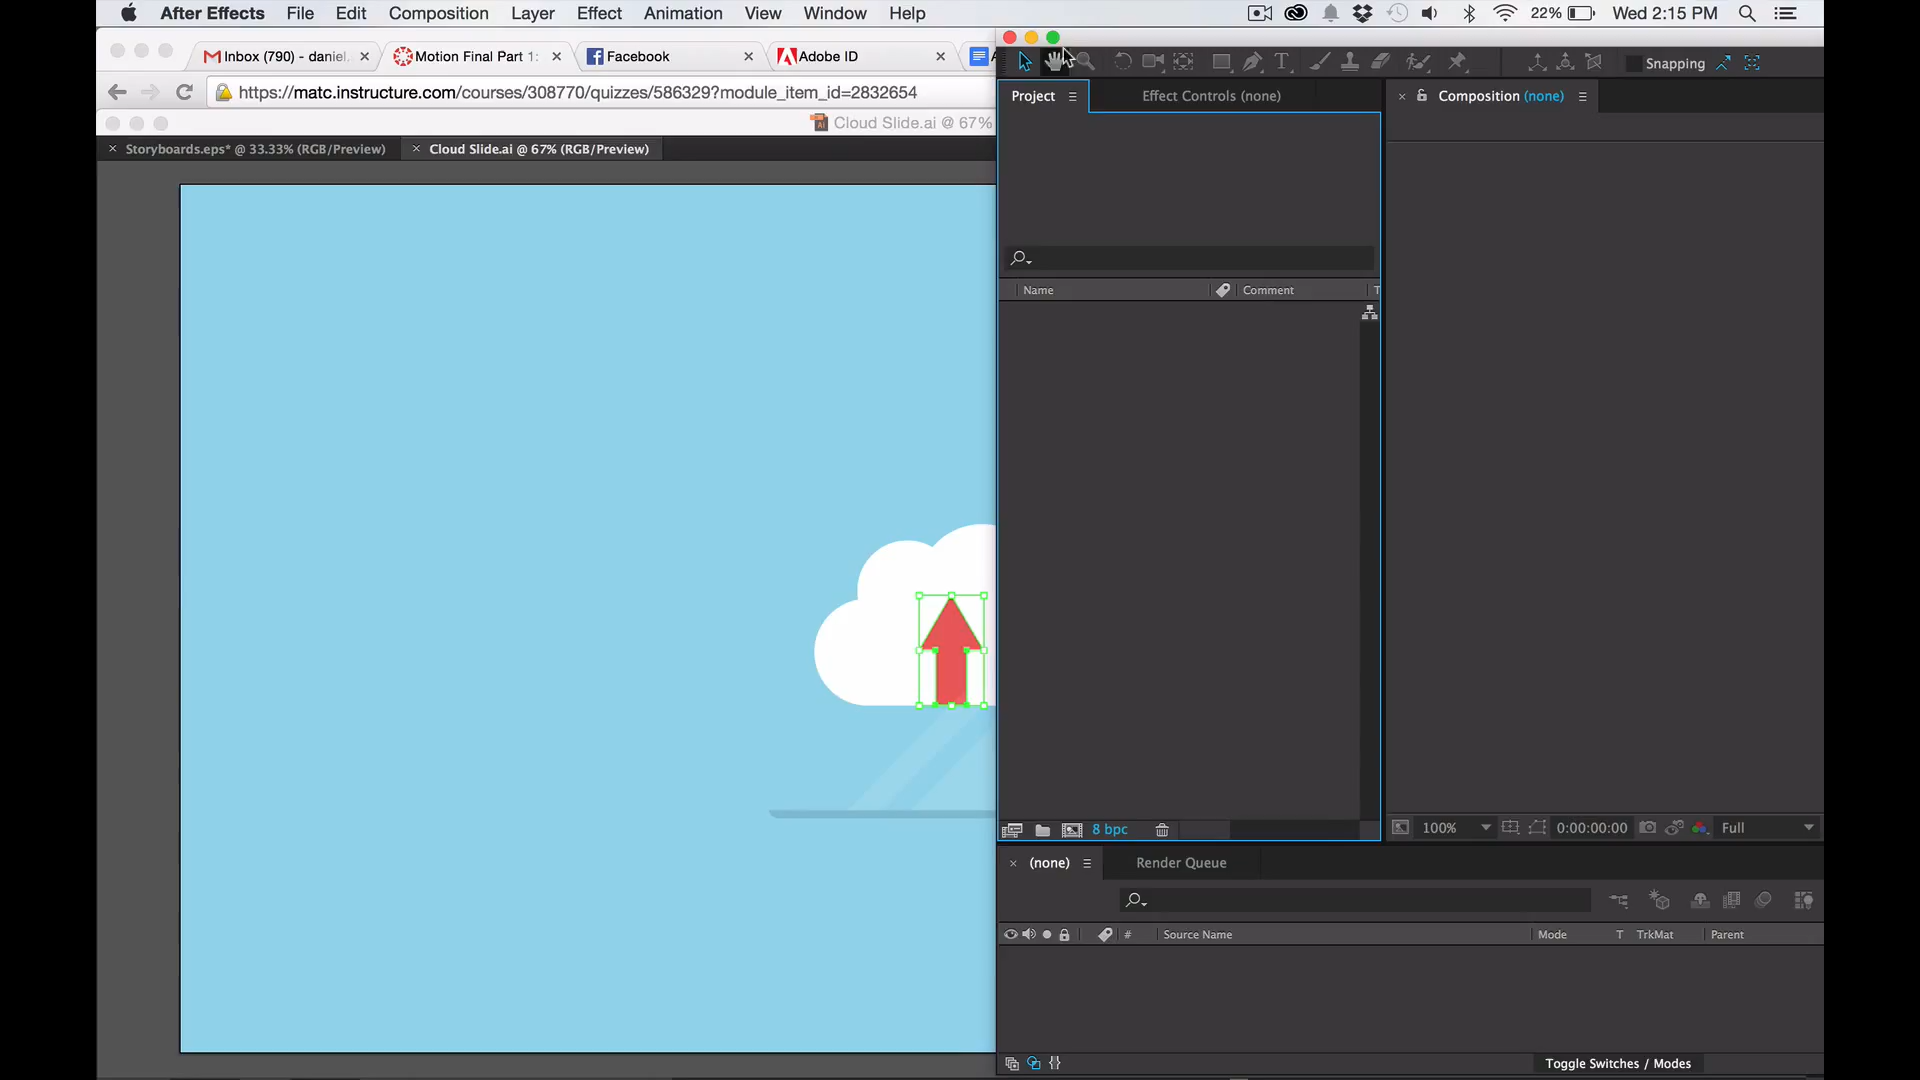 After Effects File Edit Composition Layer Effect Animation View Window Help 22% Wed 2:15 PM
Inbox (790) - daniel. Motion Final Part 1: Facebook Adobe ID
https://matc.instructure.com/courses/308770/quizzes/586329?module_item_id=2832654
Cloud Slide.ai @ 67%
Storyboards.eps* @ 33.33% (RGB/Preview) Cloud Slide.ai @ 67% (RGB/Preview)
Snapping
Project Effect Controls (none) Composition (none)
Name Comment T
8 bpc 100% 0:00:00:00 Full
(none) Render Queue
# Source Name Mode T TrkMat Parent
Toggle Switches / Modes